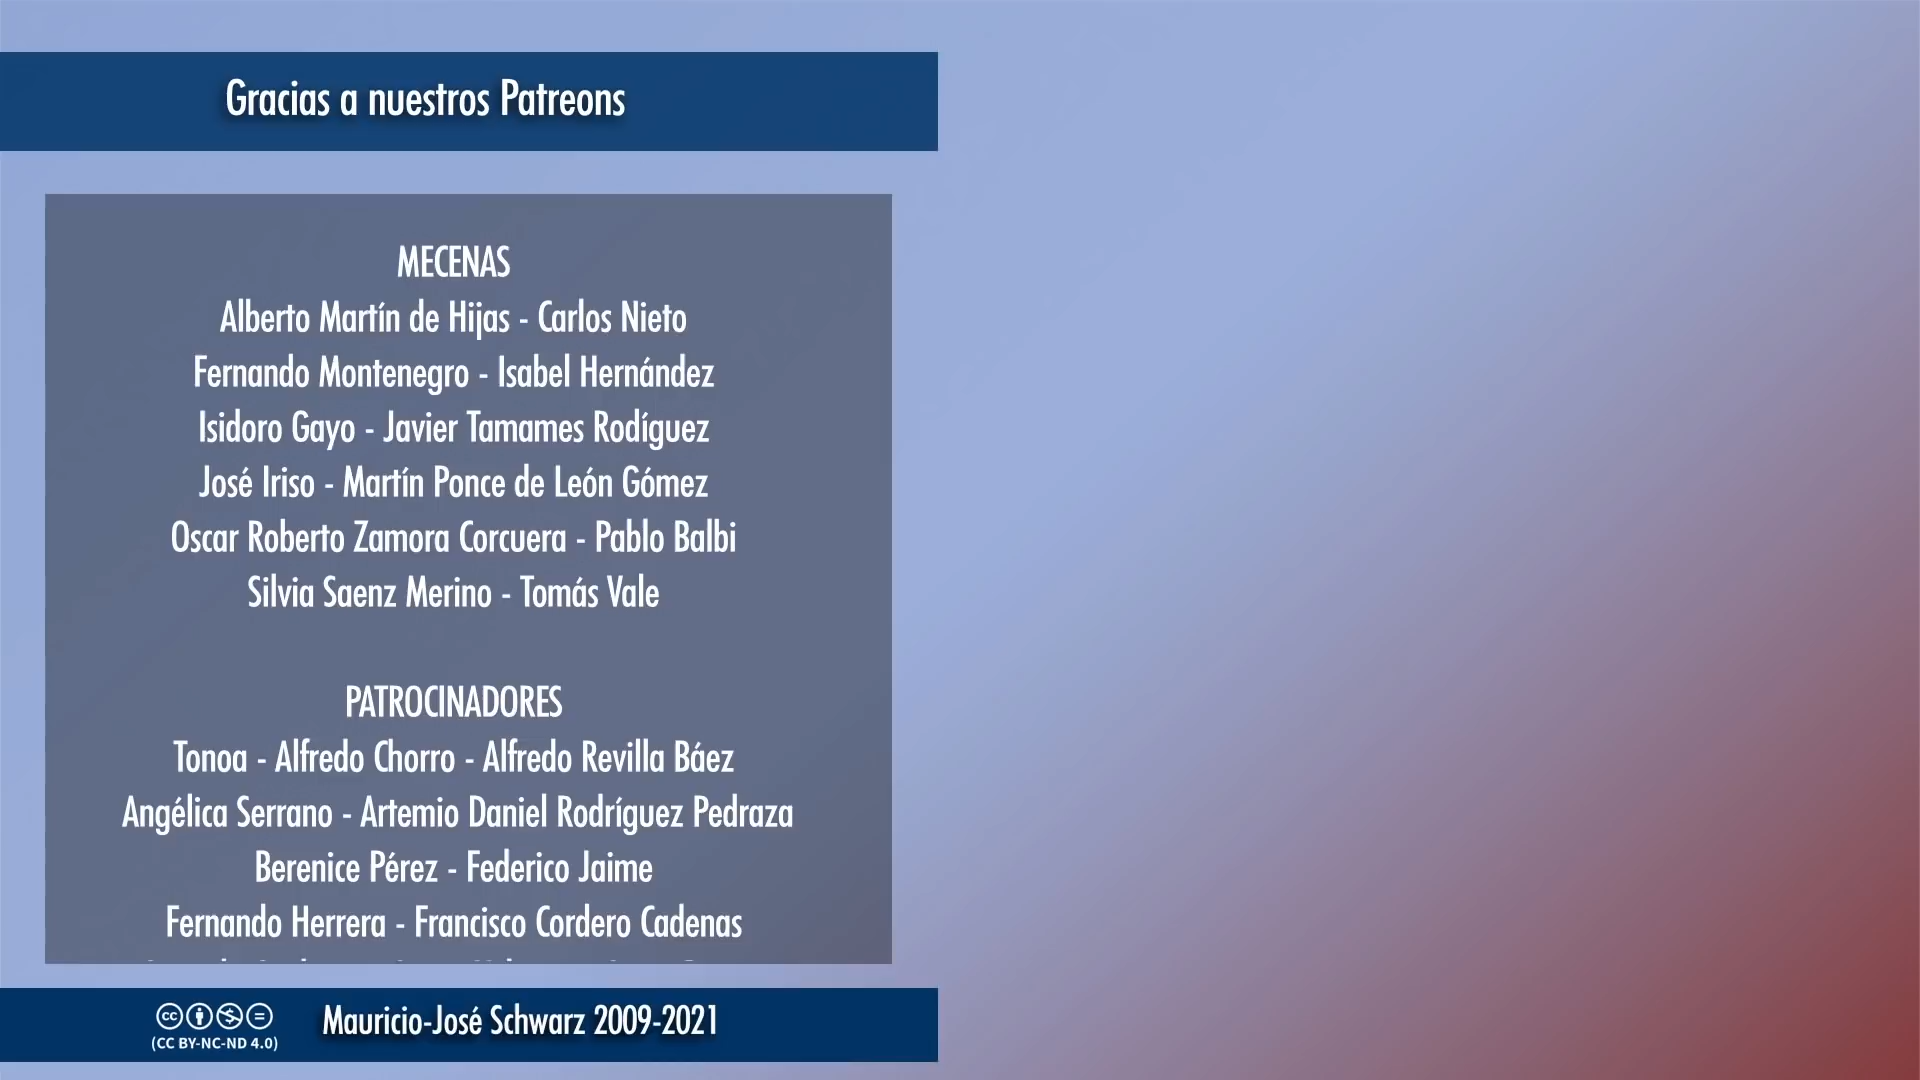 Gracias a nuestros Patreons
MECENAS
Alberto Martín de Hijas - Carlos Nieto
Fernando Montenegro - Isabel Hernández
Isidoro Gayo - Javier Tamames Rodíguez
José Iriso - Martín Ponce de León Gómez
Oscar Roberto Zamora Corcuera - Pablo Balbi
Silvia Saenz Merino - Tomás Vale
PATROCINADORES
Tonoa - Alfredo Chorro - Alfredo Revilla Báez
Angélica Serrano - Artemio Daniel Rodríguez Pedraza
Berenice Pérez - Federico Jaime
Fernando Herrera - Francisco Cordero Cadenas
Mauricio-José Schwarz 2009-2021
(CC BY-NC-ND 4.0)